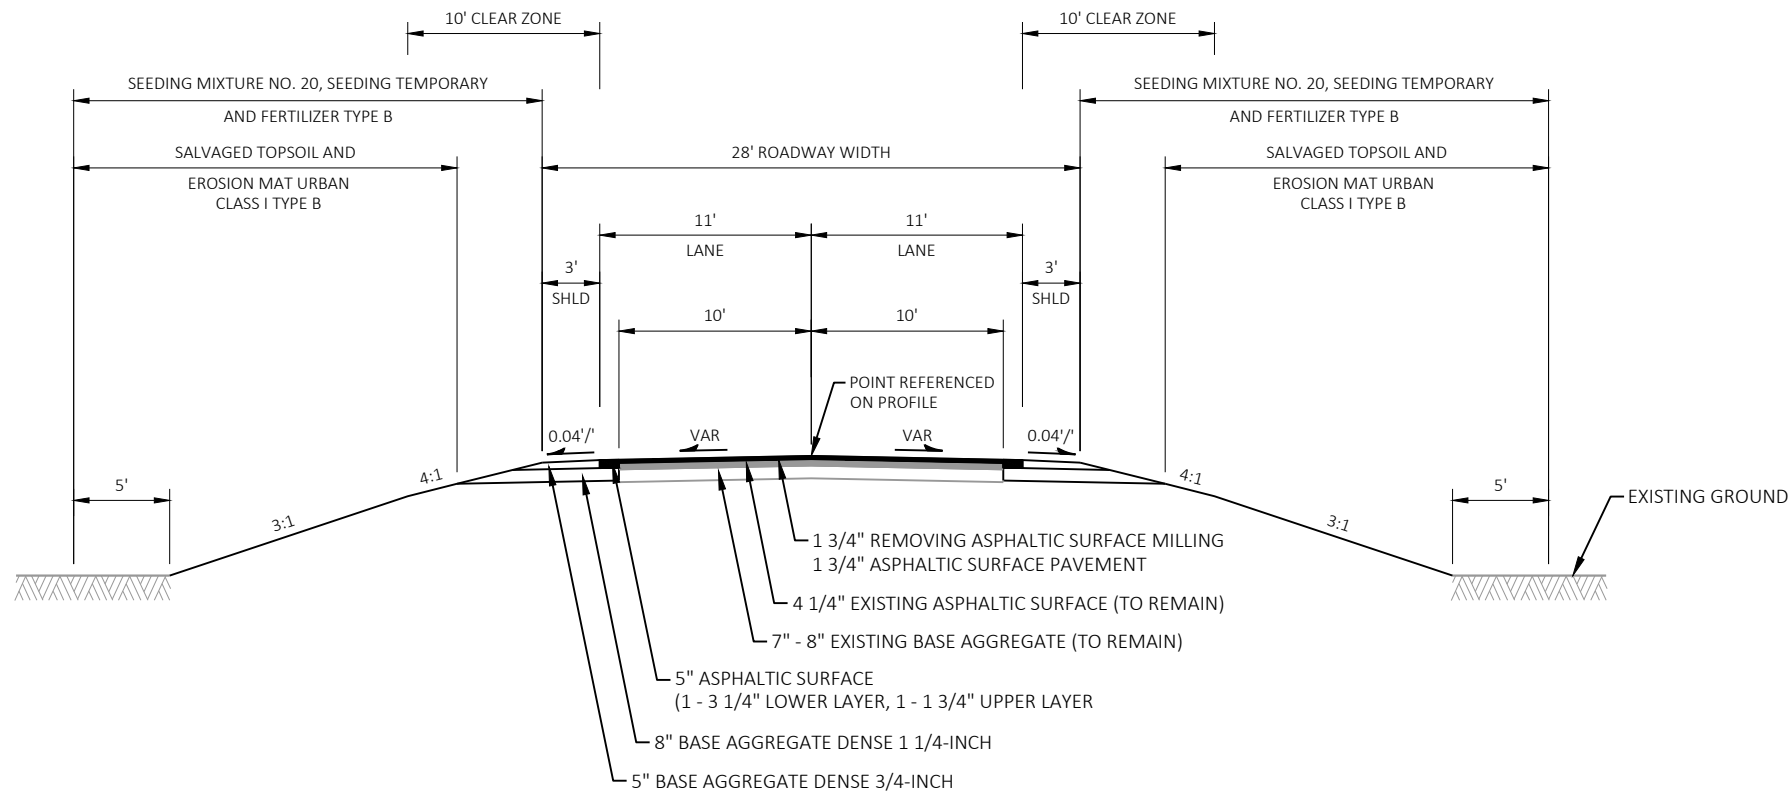 10' CLEAR ZONE
10' CLEAR ZONE
SEEDING MIXTURE NO. 20, SEEDING TEMPORARY
AND FERTILIZER TYPE B
SEEDING MIXTURE NO. 20, SEEDING TEMPORARY
AND FERTILIZER TYPE B
SALVAGED TOPSOIL AND
EROSION MAT URBAN
CLASS I TYPE B
28' ROADWAY WIDTH
SALVAGED TOPSOIL AND
EROSION MAT URBAN
CLASS I TYPE B
11'
LANE
11'
LANE
3'
SHLD
3'
SHLD
10'
10'
POINT REFERENCED
ON PROFILE
0.04'/'
VAR
VAR
0.04'/'
4:1
4:1
5'
5'
3:1
3:1
EXISTING GROUND
1 3/4" REMOVING ASPHALTIC SURFACE MILLING
1 3/4" ASPHALTIC SURFACE PAVEMENT
4 1/4" EXISTING ASPHALTIC SURFACE (TO REMAIN)
7" - 8" EXISTING BASE AGGREGATE (TO REMAIN)
5" ASPHALTIC SURFACE
(1 - 3 1/4" LOWER LAYER, 1 - 1 3/4" UPPER LAYER
8" BASE AGGREGATE DENSE 1 1/4-INCH
5" BASE AGGREGATE DENSE 3/4-INCH